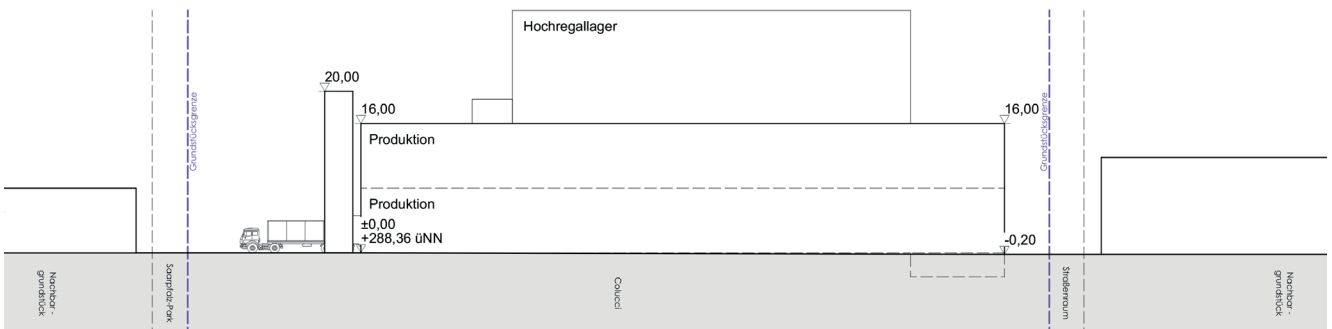 Hochregallager
20,00
Grundstücksgrenze
16,00
16,00
Grundstücksgrenze
Produktion
Produktion
±0,00
+288,36 üNN
-0,20
Nachbar -
grundstück
Saarpfalz-Park
Colucci
Straßenraum
Nachbar -
grundstück